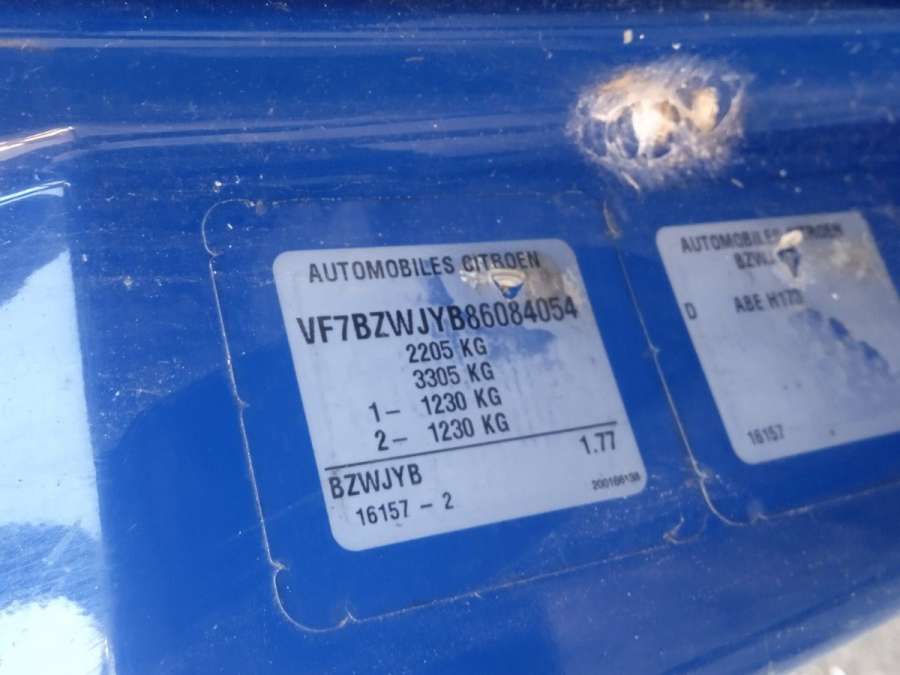 AUTOMOBILES CITROEN
VF7BZWJYB86084054
2205 KG
3305 KG
1- 1230 KG
2- 1230 KG
1.77
BZWJYB
16157 - 2
AUTOMOBILES CITROEN
D ABE
16157